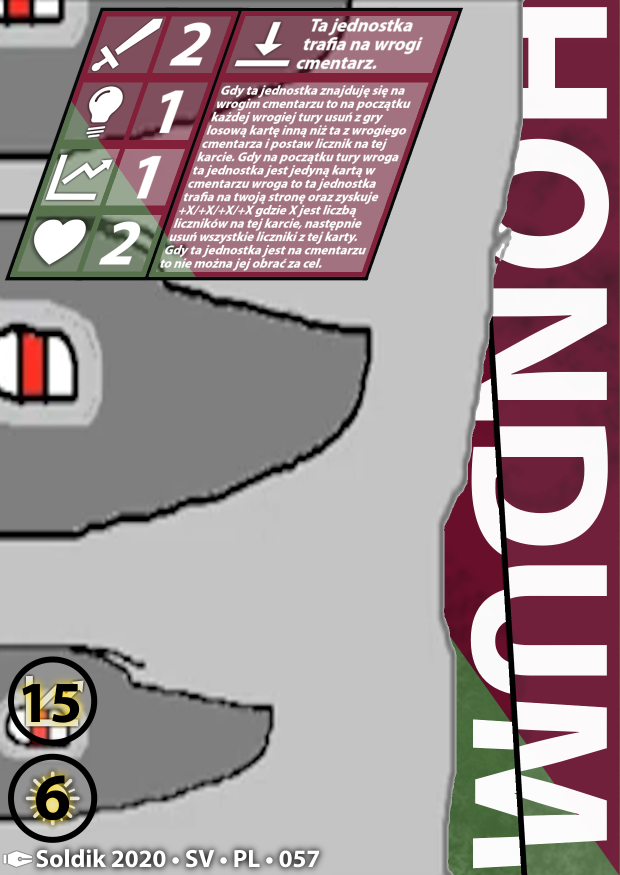 2
1
1
2
Ta jednostka
trafia na wrogi
cmentarz.
Gdy ta jednostka znajduję się na
wrogim cmentarzu to na początku
każdej wrogiej tury usuń z gry
losową kartę inną niż ta z wrogiego
cmentarza i postaw licznik na tej
karcie. Gdy na początku tury wroga
ta jednostka jest jedyną kartą w
cmentarzu wroga to ta jednostka
trafia na twoją stronę oraz zyskuje
+X/+X/+X/+X gdzie X jest liczbą
liczników na tej karcie, następnie
usuń wszystkie liczniki z tej karty.
Gdy ta jednostka jest na cmentarzu
to nie można jej obrać za cel.
HONDUM
15
6
Soldik 2020 • SV • PL • 057